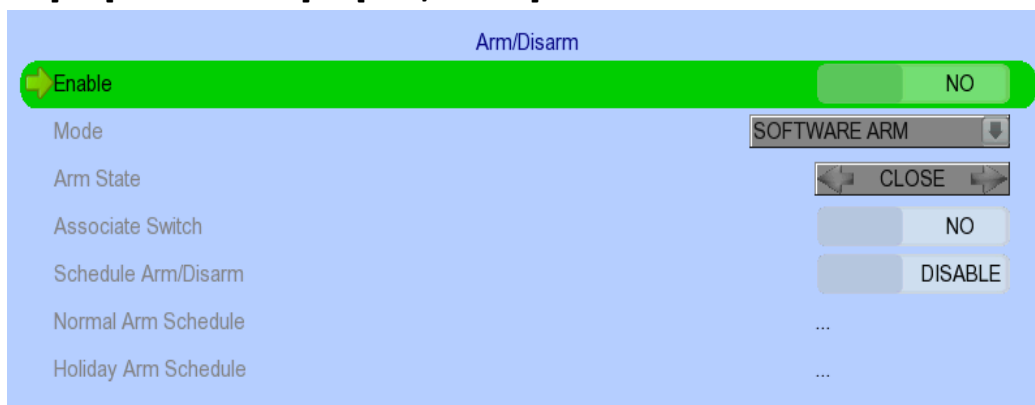 Arm/Disarm
Enable NO
Mode SOFTWARE ARM
Arm State CLOSE
Associate Switch NO
Schedule Arm/Disarm DISABLE
Normal Arm Schedule ...
Holiday Arm Schedule ...